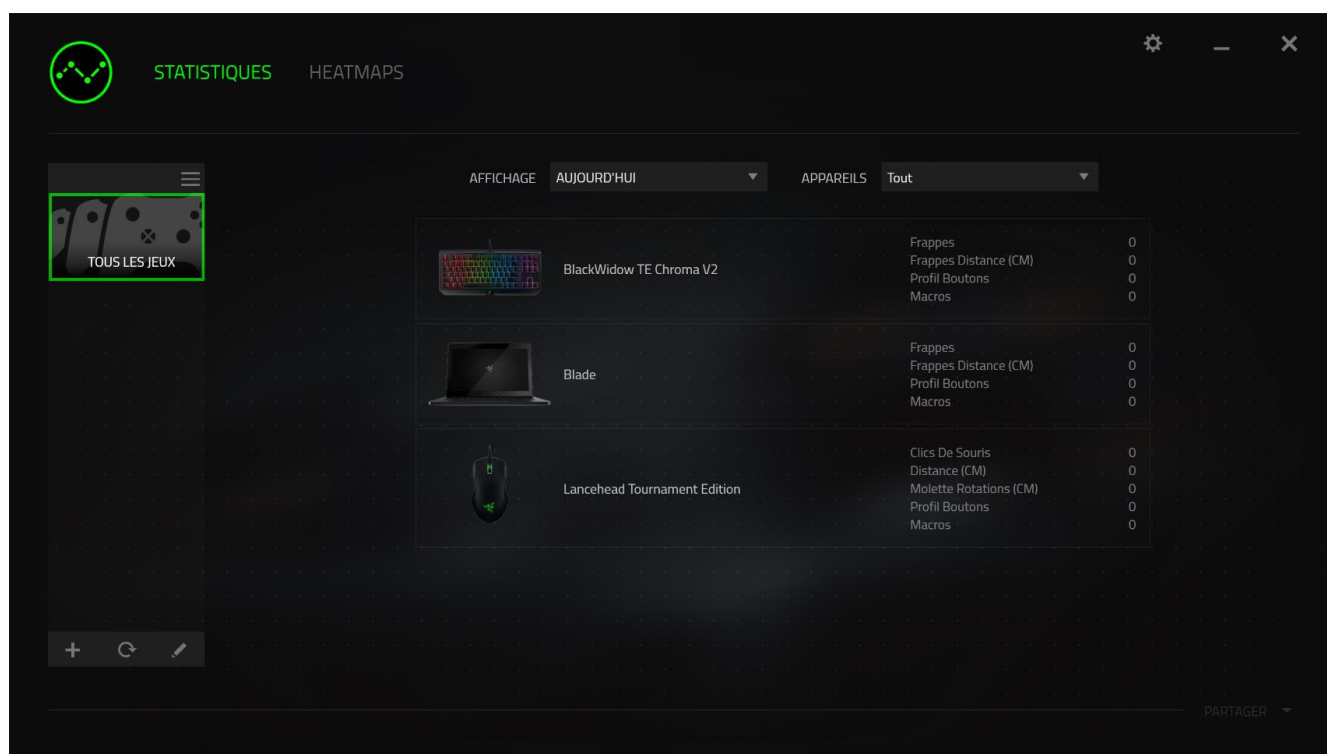 STATISTIQUES HEATMAPS
TOUS LES JEUX
AFFICHAGE AUJOURD'HUI APPAREILS Tout
BlackWidow TE Chroma V2
Frappes 0
Frappes Distance (CM) 0
Profil Boutons 0
Macros 0
Blade
Frappes 0
Frappes Distance (CM) 0
Profil Boutons 0
Macros 0
Lancehead Tournament Edition
Clics De Souris 0
Distance (CM) 0
Molette Rotations (CM) 0
Profil Boutons 0
Macros 0
PARTAGER